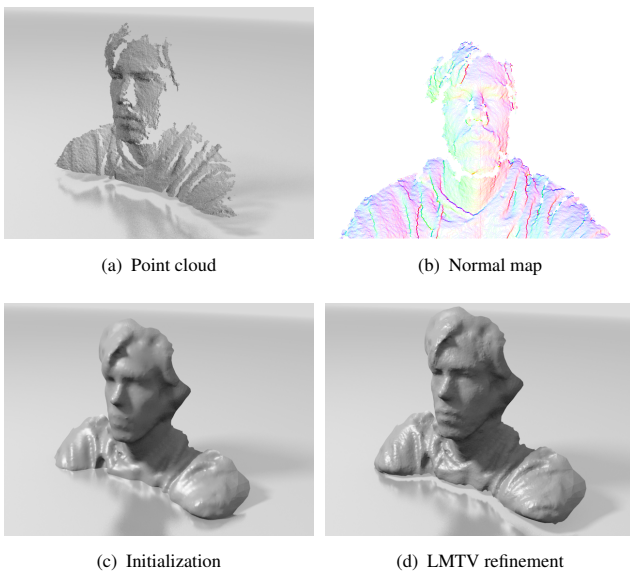 (a) Point cloud
(b) Normal map
(c) Initialization
(d) LMTV refinement